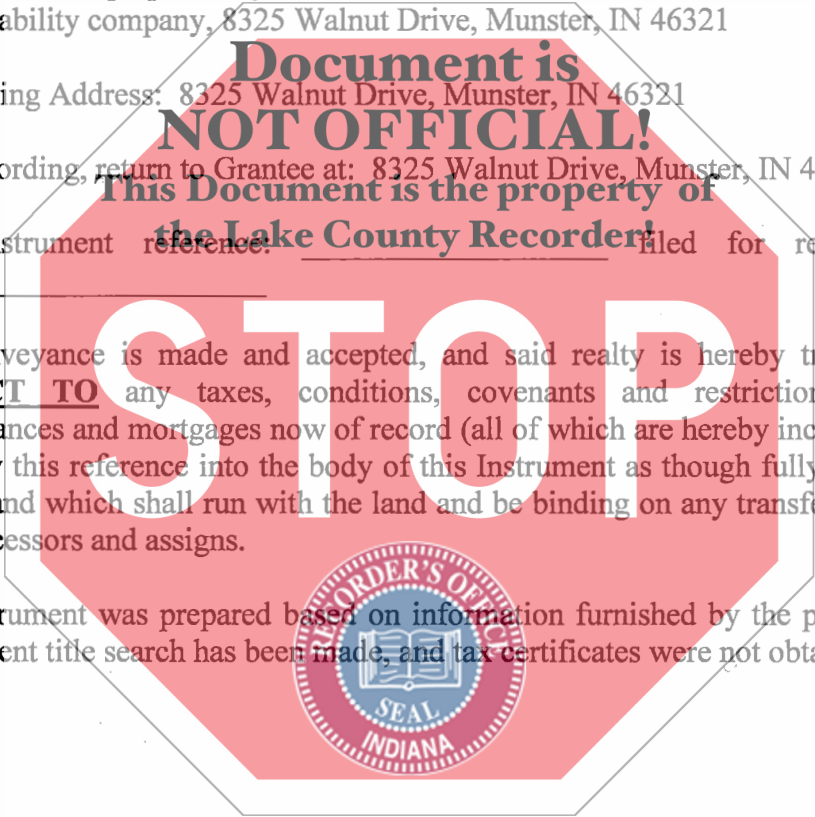 ability company, 8325 Walnut Drive, Munster, IN 46321
Document is
ing Address: 8325 Walnut Drive, Munster, IN 46321
NOT OFFICIAL!
ording, return to Grantee at: 8325 Walnut Drive, Munster, IN 4
This Document is the property of
the Lake County Recorder!
strument reference: filed for re
STOP
veyance is made and accepted, and said realty is hereby tr
CT TO any taxes, conditions, covenants and restriction
ances and mortgages now of record (all of which are hereby inc
y this reference into the body of this Instrument as though fully
and which shall run with the land and be binding on any transfe
cessors and assigns.
RECORDER'S OFFICE
SEAL
INDIANA
rument was prepared based on information furnished by the p
ent title search has been made, and tax certificates were not obta